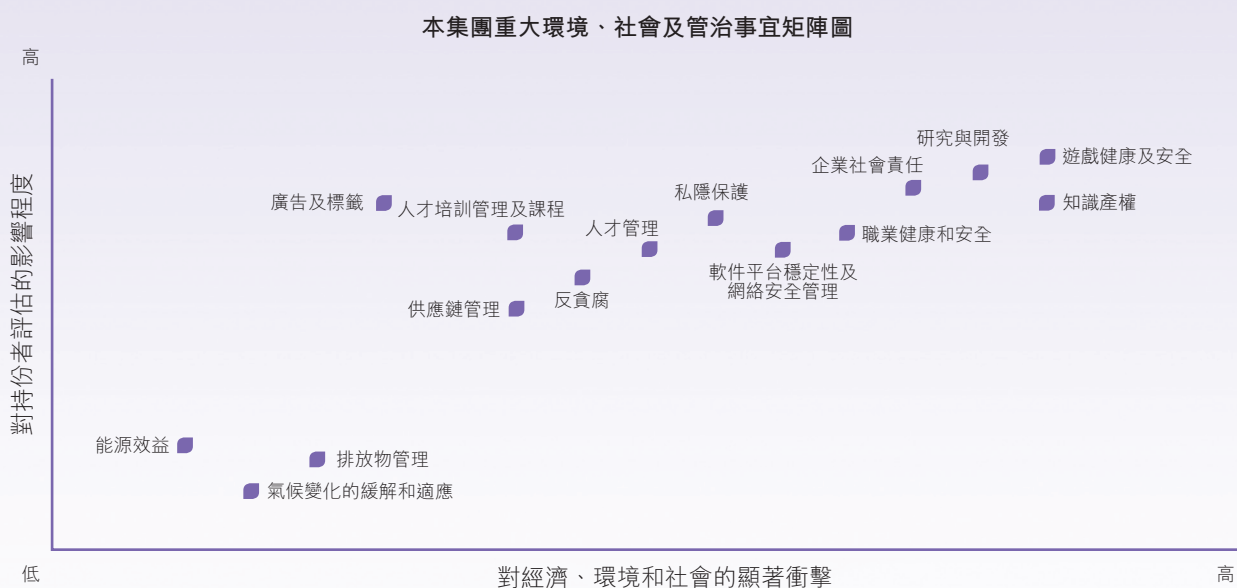 本集團重大環境、社會及管治事宜矩陣圖
高
對持份者評估的影響程度
研究與開發
遊戲健康及安全
企業社會責任
私隱保護
廣告及標籤
知識產權
人才培訓管理及課程
人才管理
職業健康和安全
軟件平台穩定性及
網絡安全管理
反貪腐
供應鏈管理
能源效益
排放物管理
氣候變化的緩解和適應
低
對經濟、環境和社會的顯著衝擊
高